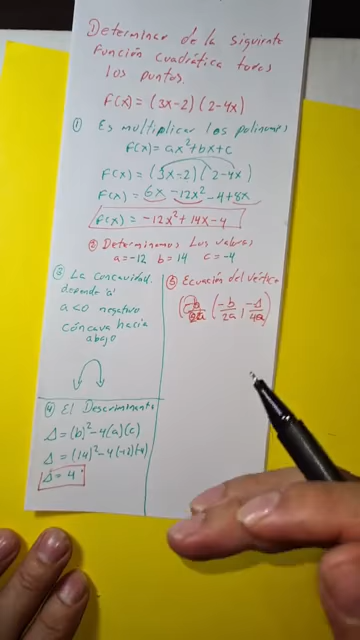 Determinar de la siguiente
función cuadrática todos
los puntos.
F(x) = (3x-2)(2-4x)
① Es multiplicar los polinomios
F(x) = ax²+bx+c
F(x) = (3x-2)(2-4x)
F(x) = 6x -12x² -4+8x
F(x) = -12x²+14x-4
② Determinamos los valores
a=-12 b=14 c=-4
③ La concavidad.
depende 'a'
a<0 negativo
cóncava hacia
abajo
④ El Descriminante
Δ = (b)²-4(a)(c)
Δ = (14)²-4(-12)(-4)
Δ = 4
⑤ Ecuación del vértice
(-b/2a, -Δ/4a)